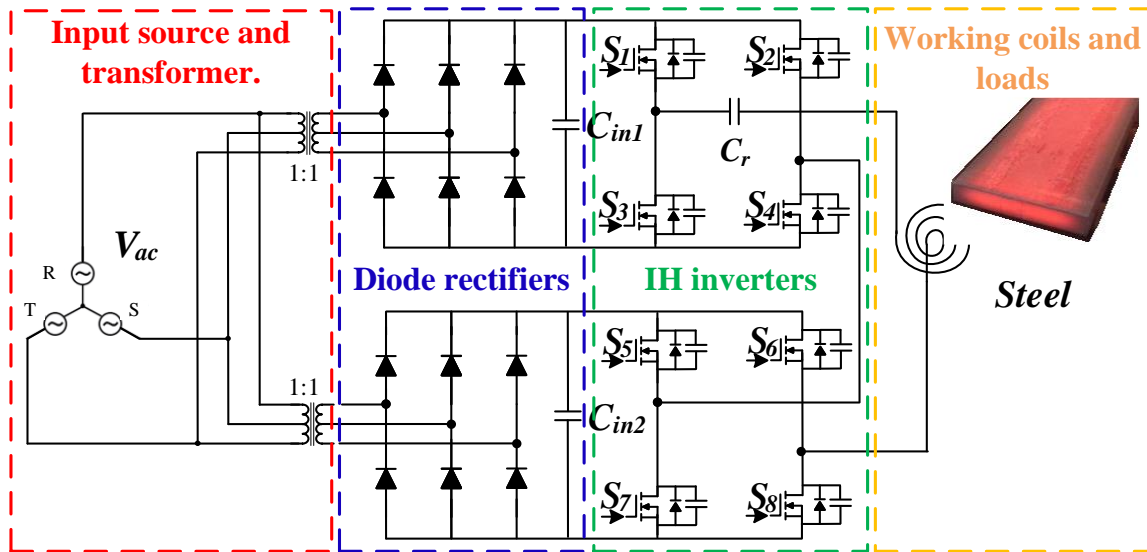 Input source and
transformer.
Working coils and
loads
S1
S2
Cin1
Cr
1:1
S3
S4
Vac
R
Diode rectifiers
IH inverters
Steel
T
S
S5
S6
1:1
Cin2
S7
S8